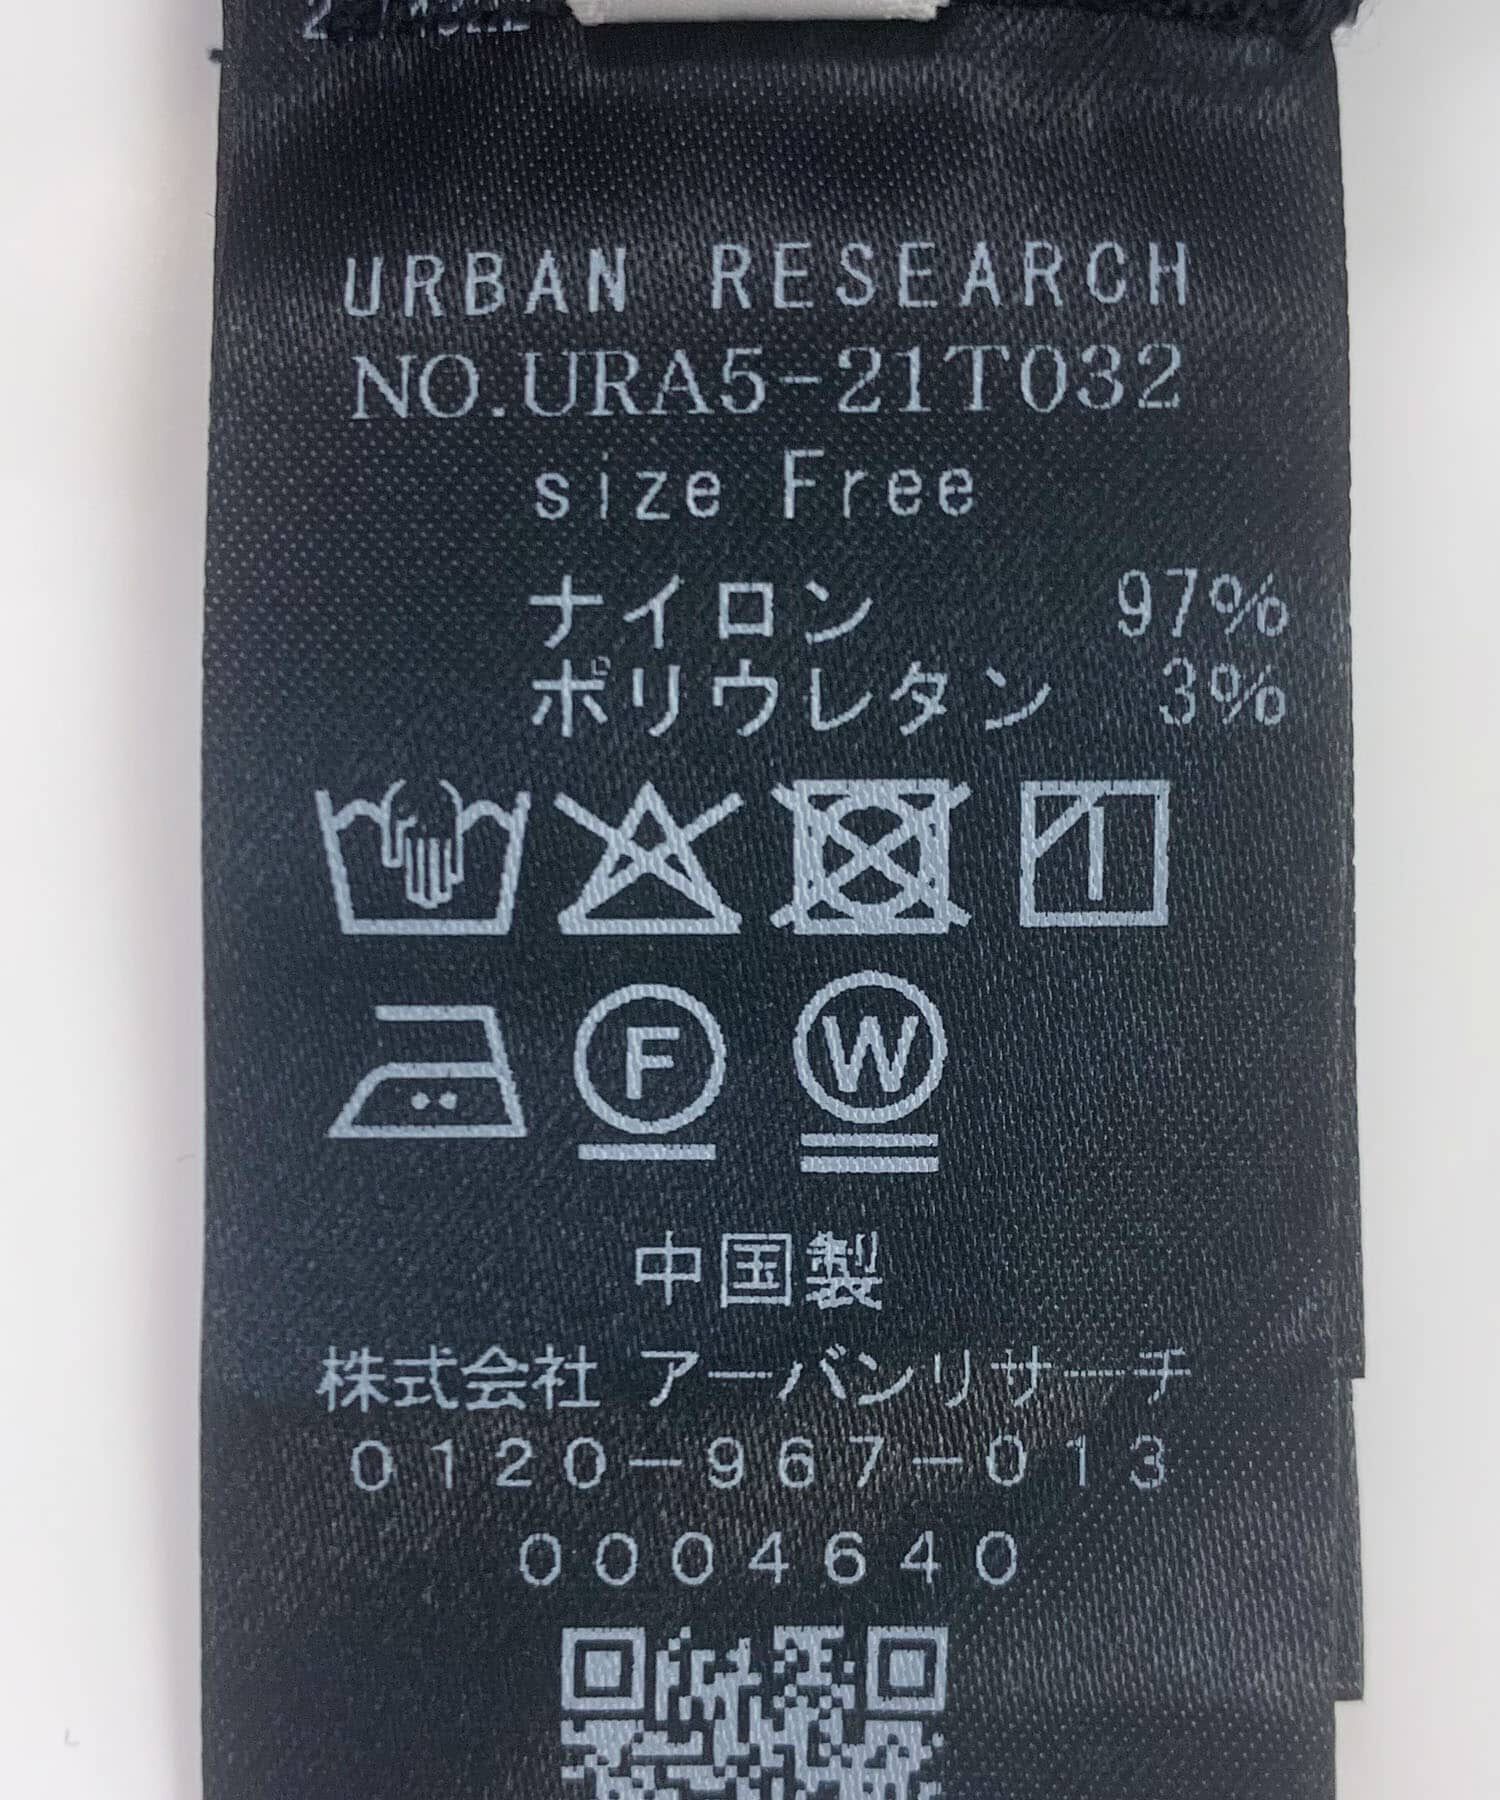 URBAN RESEARCH
NO.URA5-21T032
size Free
ナイロン 97%
ポリウレタン 3%
F W
中国製
株式会社 アーバンリサーチ
0120-967-013
0004640